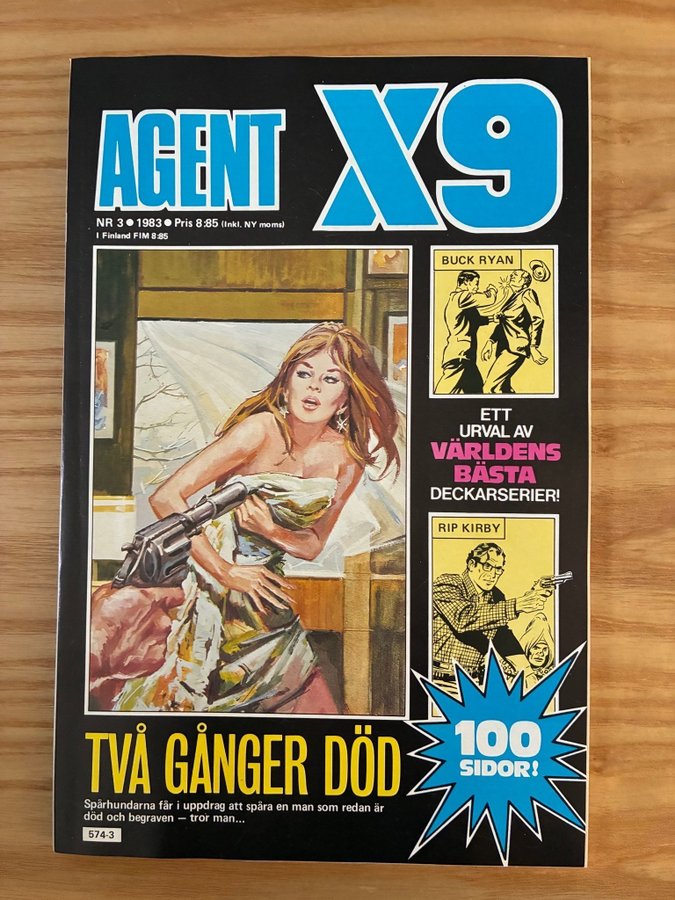 AGENT X9
NR 3 ● 1983 ● Pris 8:85 (Inkl. NY moms)
I Finland FIM 8:85
BUCK RYAN
ETT
URVAL AV
VÄRLDENS
BÄSTA
DECKARSERIER!
RIP KIRBY
100
SIDOR!
TVÅ GÅNGER DÖD
Spårhundarna får i uppdrag att spåra en man som redan är
död och begraven — tror man...
574-3